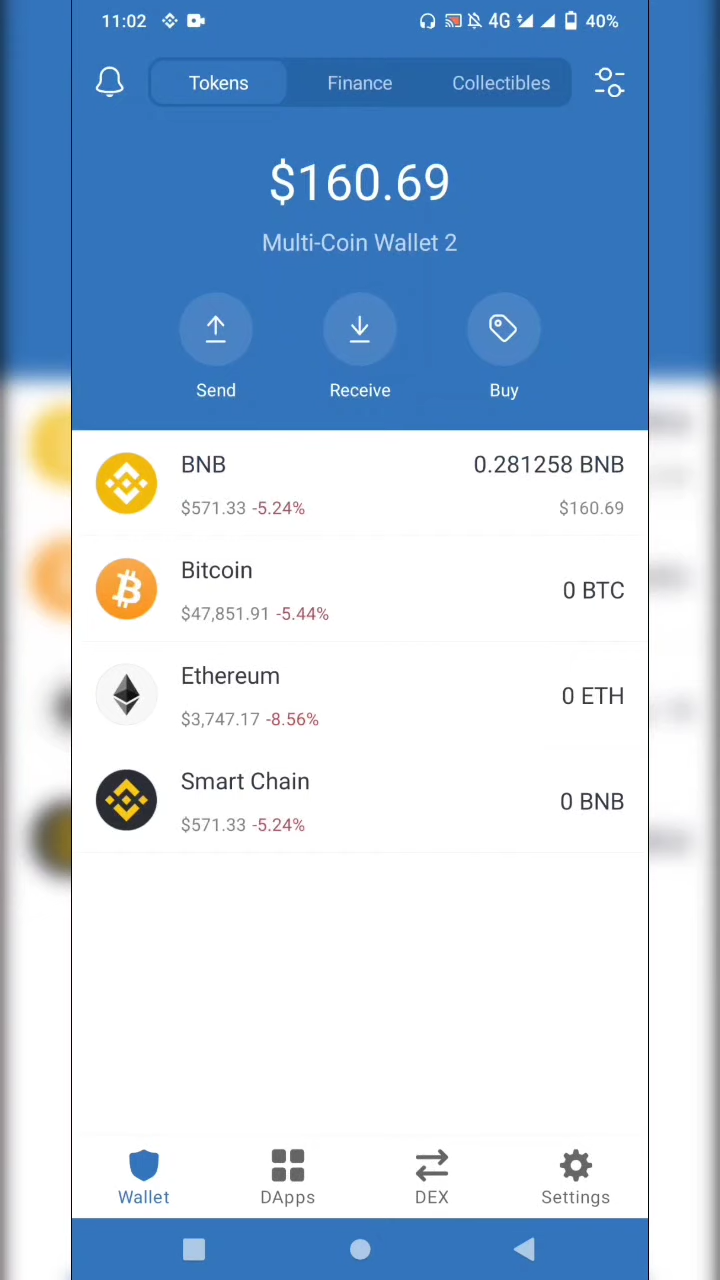 11:02 4G 40%
Tokens Finance Collectibles
$160.69
Multi-Coin Wallet 2
Send Receive Buy
BNB 0.281258 BNB
$571.33 -5.24% $160.69
Bitcoin
0 BTC
$47,851.91 -5.44%
Ethereum
0 ETH
$3,747.17 -8.56%
Smart Chain
0 BNB
$571.33 -5.24%
Wallet DApps DEX Settings